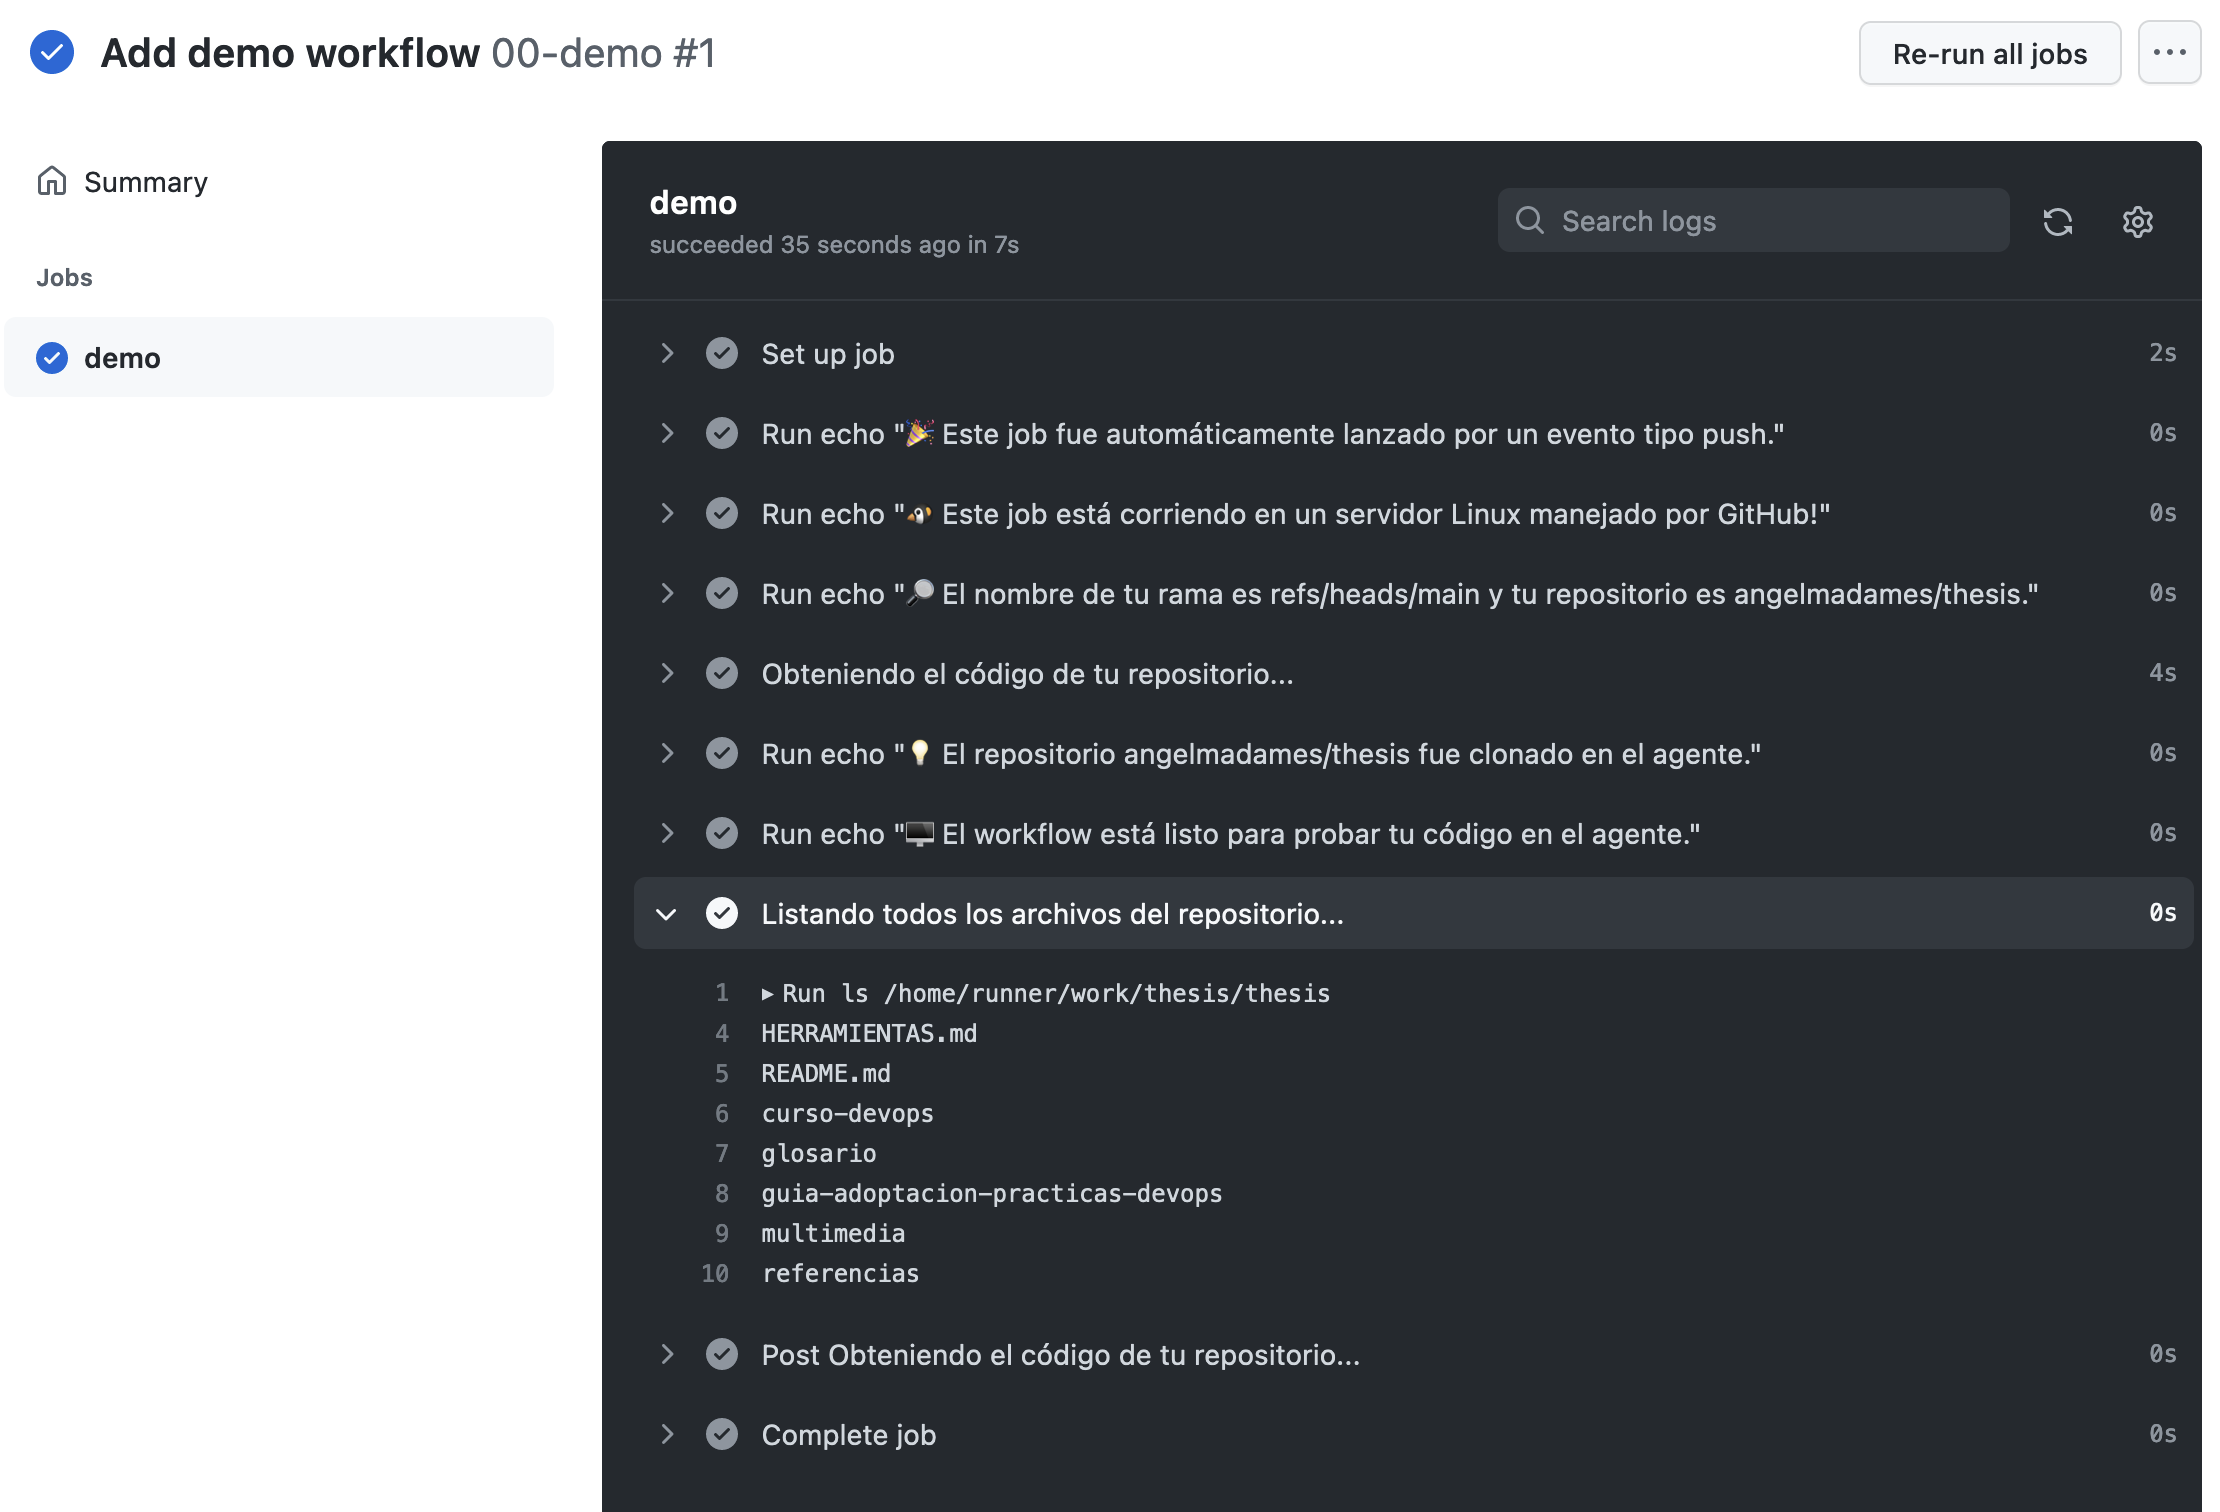 Add demo workflow 00-demo #1
Re-run all jobs
Summary
Jobs
demo
demo
succeeded 35 seconds ago in 7s
Search logs
Set up job 2s
Run echo "🎉 Este job fue automáticamente lanzado por un evento tipo push." 0s
Run echo "🐧 Este job está corriendo en un servidor Linux manejado por GitHub!" 0s
Run echo "🔎 El nombre de tu rama es refs/heads/main y tu repositorio es angelmadames/thesis." 0s
Obteniendo el código de tu repositorio... 4s
Run echo "💡 El repositorio angelmadames/thesis fue clonado en el agente." 0s
Run echo "🖥️ El workflow está listo para probar tu código en el agente." 0s
Listando todos los archivos del repositorio... 0s
1 ▶ Run ls /home/runner/work/thesis/thesis
4 HERRAMIENTAS.md
5 README.md
6 curso-devops
7 glosario
8 guia-adoptacion-practicas-devops
9 multimedia
10 referencias
Post Obteniendo el código de tu repositorio... 0s
Complete job 0s